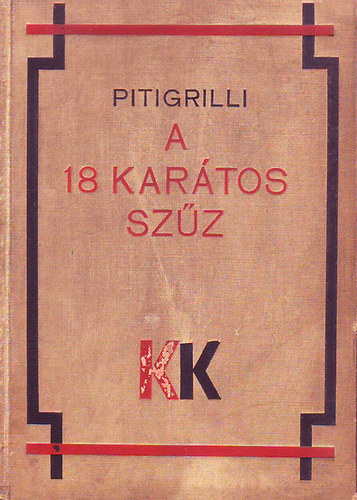 PITIGRILLI
A
18 KARÁTOS
SZŰZ
KK